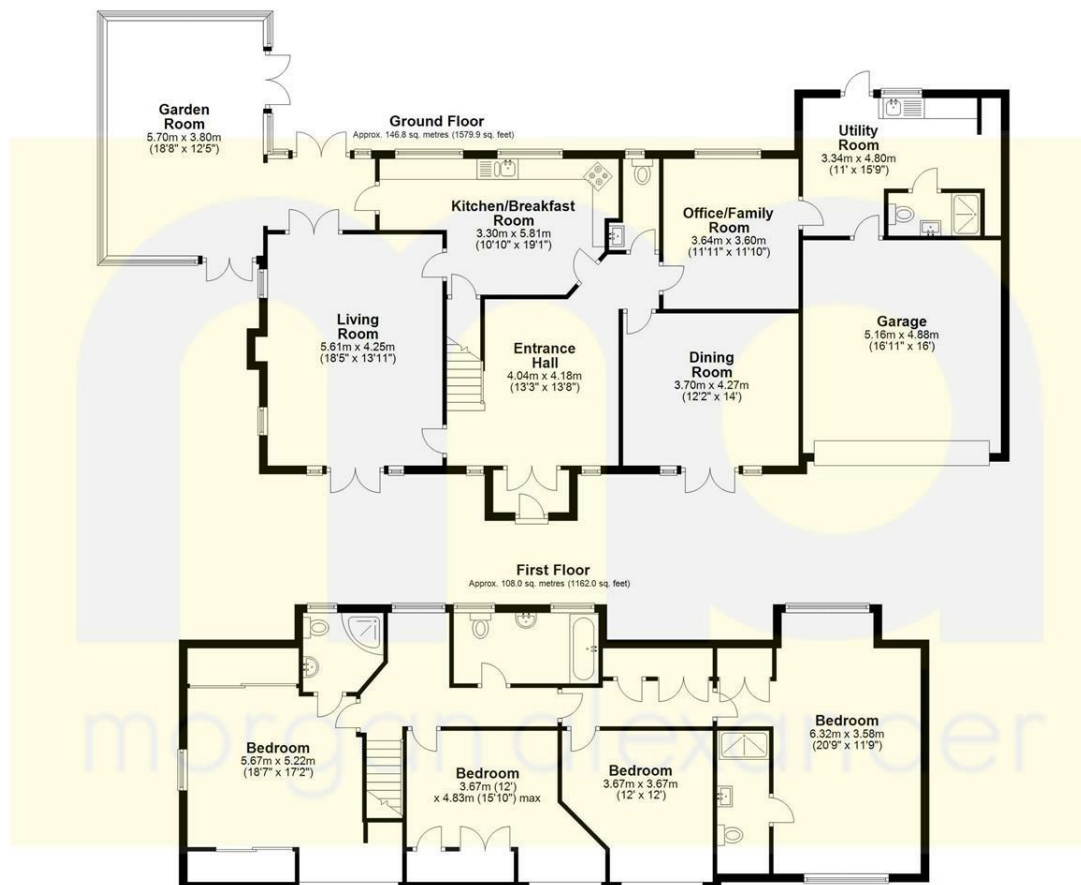 Garden
Room
5.70m x 3.80m
(18'8" x 12'5")
Ground Floor
Approx. 146.8 sq. metres (1579.9 sq. feet)
Utility
Room
3.34m x 4.80m
(11' x 15'9")
Kitchen/Breakfast
Room
3.30m x 5.81m
(10'10" x 19'1")
Office/Family
Room
3.64m x 3.60m
(11'11" x 11'10")
Living
Room
5.61m x 4.25m
(18'5" x 13'11")
Entrance
Hall
4.04m x 4.18m
(13'3" x 13'8")
Dining
Room
3.70m x 4.27m
(12'2" x 14')
Garage
5.16m x 4.88m
(16'11" x 16')
First Floor
Approx. 108.0 sq. metres (1162.0 sq. feet)
Bedroom
5.67m x 5.22m
(18'7" x 17'2")
Bedroom
3.67m (12')
x 4.83m (15'10") max
Bedroom
3.67m x 3.67m
(12' x 12')
Bedroom
6.32m x 3.58m
(20'9" x 11'9")
ma
morgan alexander